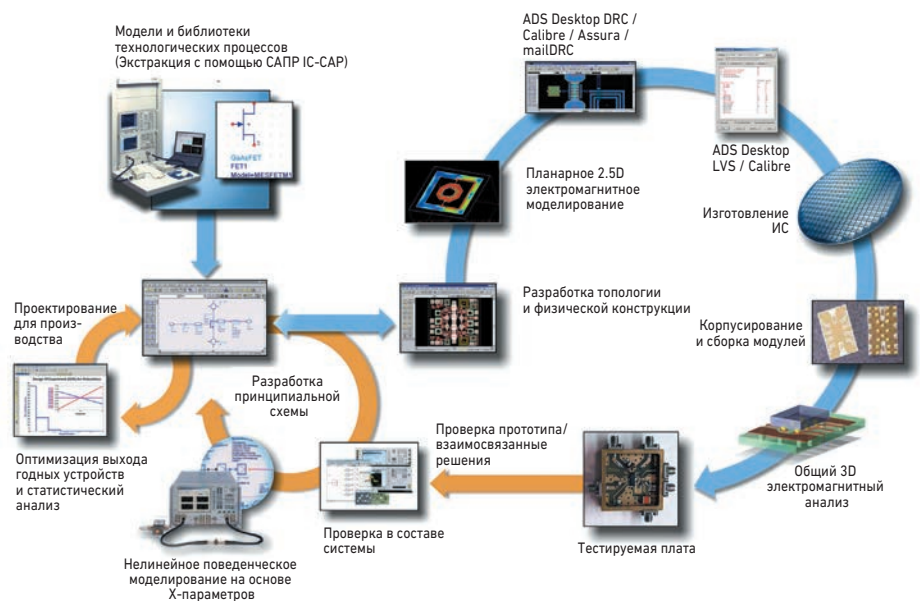 Модели и библиотеки
технологических процессов
(Экстракция с помощью САПР IC-CAP)
GaAsFET
FET1
Model=MESFETM1
ADS Desktop DRC /
Calibre / Assura /
mailDRC
ADS Desktop
LVS / Calibre
Планарное 2.5D
электромагнитное
моделирование
Изготовление
ИС
Проектирование
для произ-
водства
Разработка топологии
и физической конструкции
Корпусирование
и сборка модулей
Разработка
принципиальной
схемы
Оптимизация выхода
годных устройств
и статистический
анализ
Проверка прототипа/
взаимосвязанные
решения
Общий 3D
электромагнитный
анализ
Проверка в составе
системы
Тестируемая плата
Нелинейное поведенческое
моделирование на основе
X-параметров